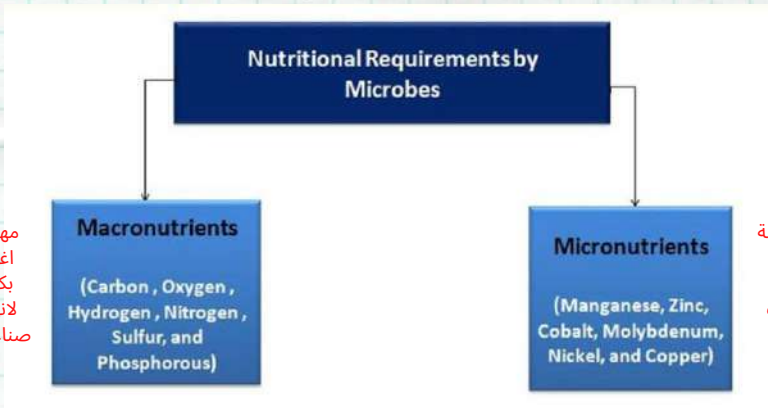 Nutritional Requirements by
Microbes
Macronutrients
(Carbon , Oxygen ,
Hydrogen , Nitrogen ,
Sulfur, and
Phosphorous)
Micronutrients
(Manganese, Zinc,
Cobalt, Molybdenum,
Nickel, and Copper)